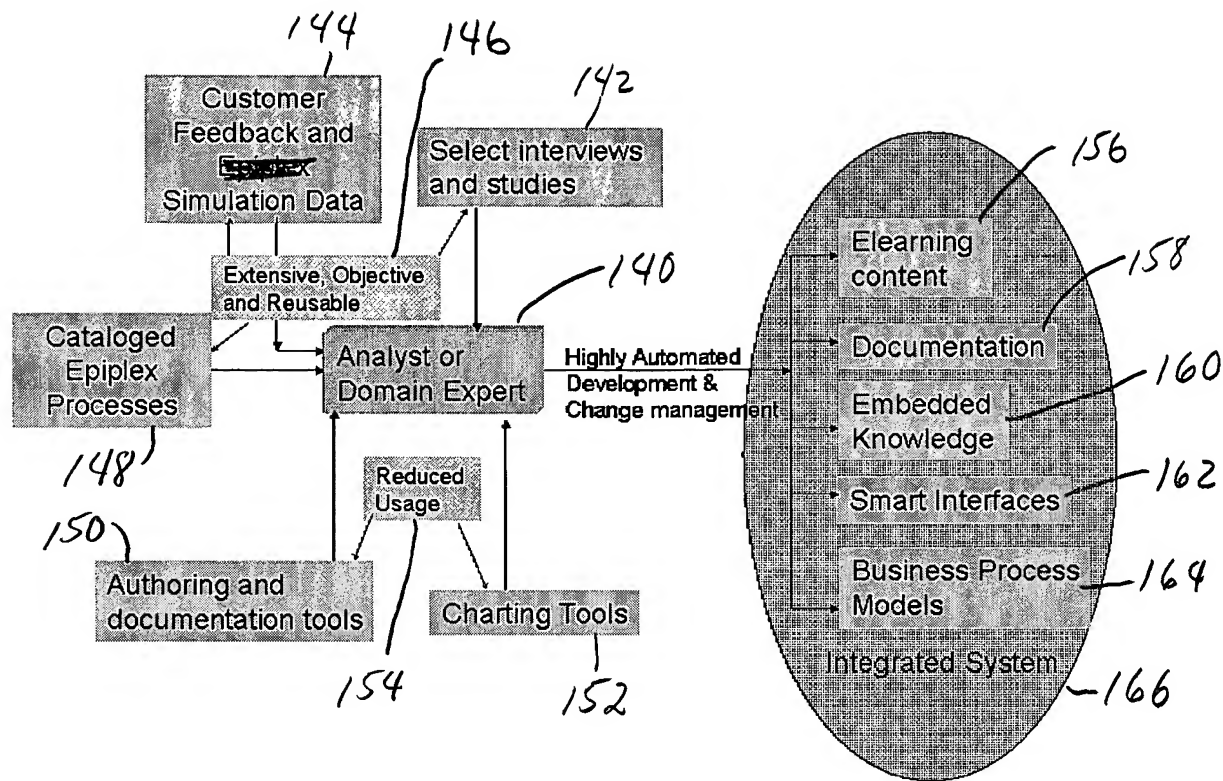 144
146
142
Customer
Feedback and
Simulation Data
Select interviews
and studies
156
Elearning
content
Extensive, Objective
and Reusable
140
158
Cataloged
Epiplex
Processes
Analyst or
Domain Expert
Highly Automated
Development &
Change management
Documentation
160
Embedded
Knowledge
148
Reduced
Usage
162
Smart Interfaces
150
Authoring and
documentation tools
Charting Tools
Business Process
Models
164
154
152
Integrated System
166